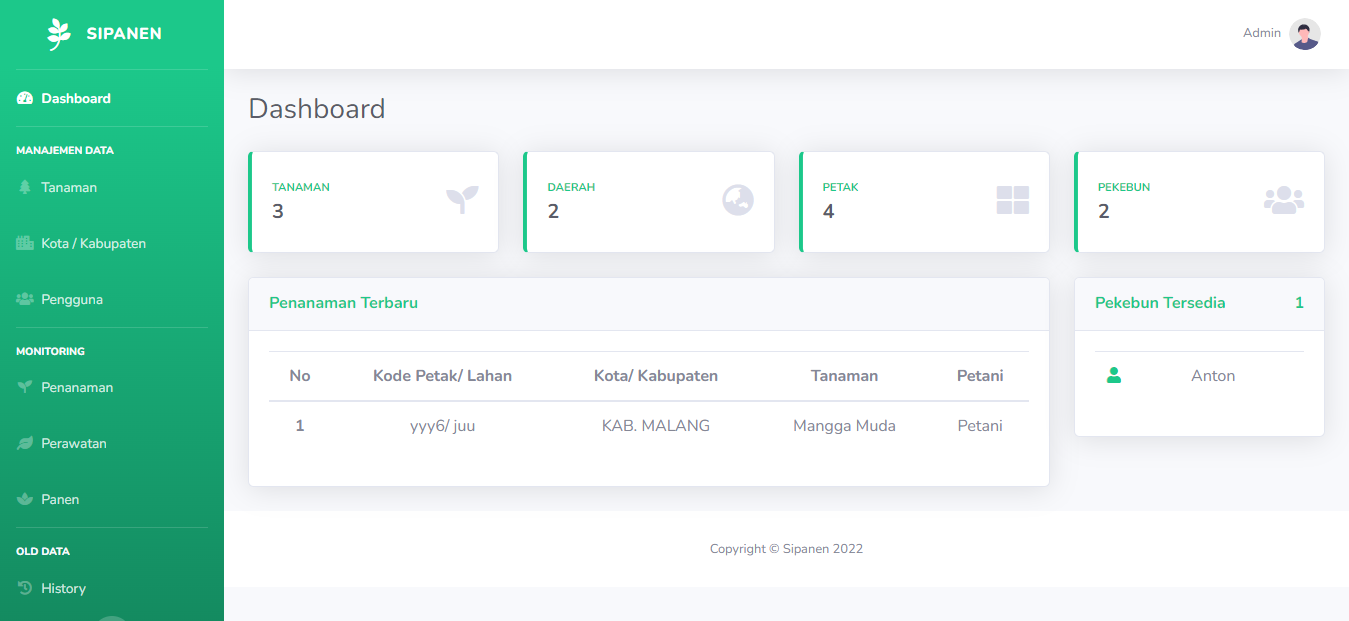 SIPANEN
Admin
Dashboard
MANAJEMEN DATA
Tanaman
Kota / Kabupaten
Pengguna
MONITORING
Penanaman
Perawatan
Panen
OLD DATA
History
Dashboard
TANAMAN
3
DAERAH
2
PETAK
4
PEKEBUN
2
Penanaman Terbaru
No Kode Petak/ Lahan Kota/ Kabupaten Tanaman Petani
1 yyy6/ juu KAB. MALANG Mangga Muda Petani
Pekebun Tersedia 1
Anton
Copyright © Sipanen 2022